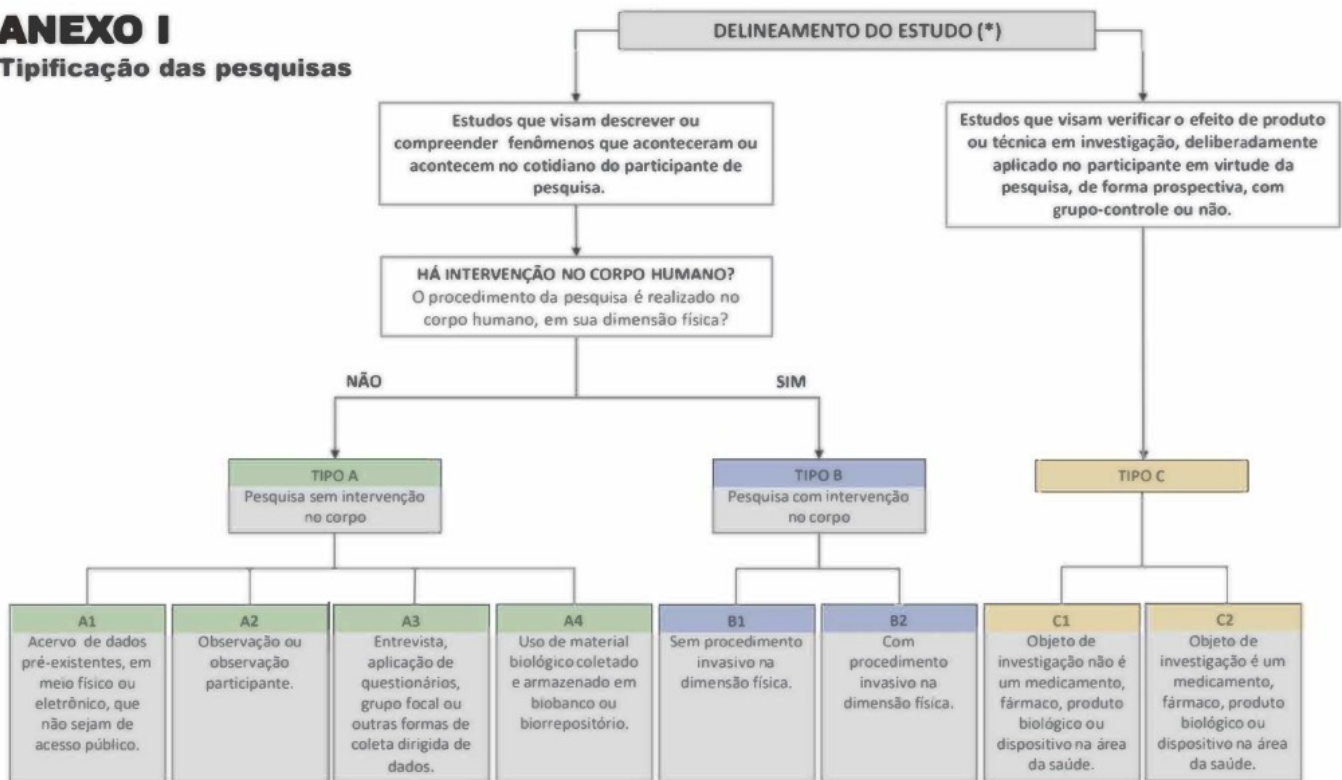 ANEXO I
Tipificação das pesquisas
DELINEAMENTO DO ESTUDO (*)
Estudos que visam descrever ou
compreender fenômenos que aconteceram ou
acontecem no cotidiano do participante de
pesquisa.
Estudos que visam verificar o efeito de produto
ou técnica em investigação, deliberadamente
aplicado no participante em virtude da
pesquisa, de forma prospectiva, com
grupo-controle ou não.
HÁ INTERVENÇÃO NO CORPO HUMANO?
O procedimento da pesquisa é realizado no
corpo humano, em sua dimensão física?
NÃO
SIM
TIPO A
Pesquisa sem intervenção
no corpo
TIPO B
Pesquisa com intervenção
no corpo
TIPO C
A1
Acervo de dados
pré-existentes, em
meio físico ou
eletrônico, que
não sejam de
acesso público.
A2
Observação ou
observação
participante.
A3
Entrevista,
aplicação de
questionários,
grupo focal ou
outras formas de
coleta dirigida de
dados.
A4
Uso de material
biológico coletado
e armazenado em
biobanco ou
biorrepositório.
B1
Sem procedimento
invasivo na
dimensão física.
B2
Com
procedimento
invasivo na
dimensão física.
C1
Objeto de
investigação não é
um medicamento,
fármaco, produto
biológico ou
dispositivo na área
da saúde.
C2
Objeto de
investigação é um
medicamento,
fármaco, produto
biológico ou
dispositivo na área
da saúde.